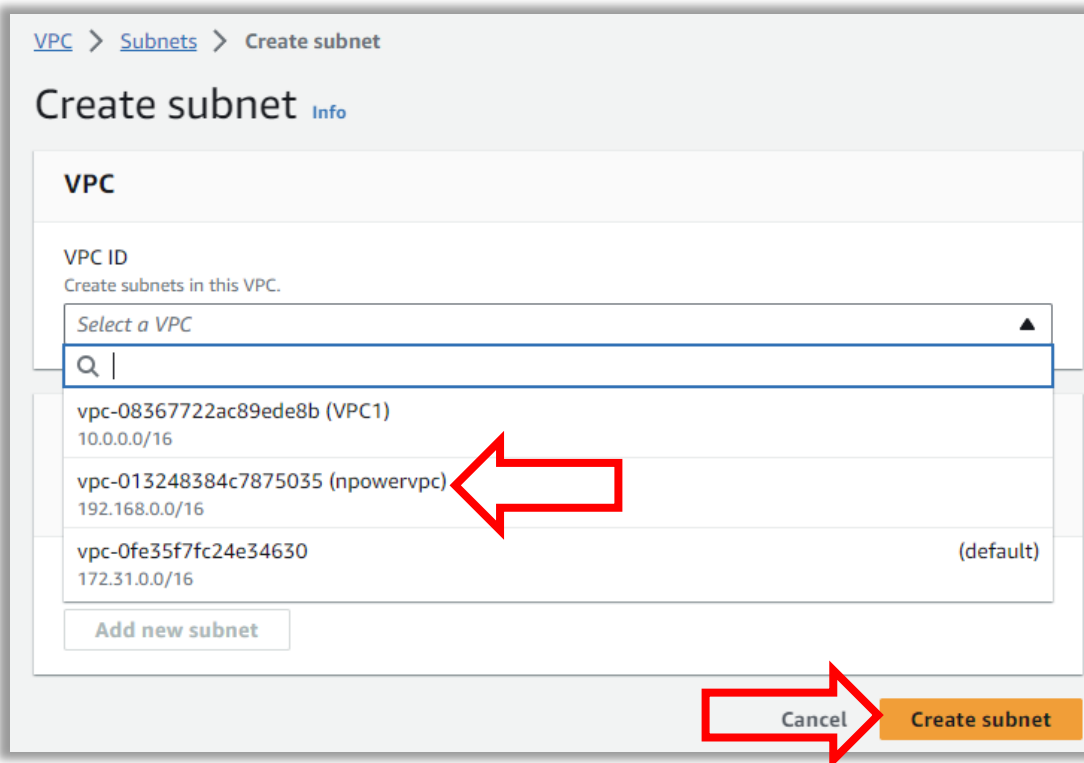 VPC > Subnets > Create subnet
Create subnet Info
VPC
VPC ID
Create subnets in this VPC.
Select a VPC
vpc-08367722ac89ede8b (VPC1)
10.0.0.0/16
vpc-013248384c7875035 (npowervpc)
192.168.0.0/16
vpc-0fe35f7fc24e34630 (default)
172.31.0.0/16
Add new subnet
Cancel Create subnet